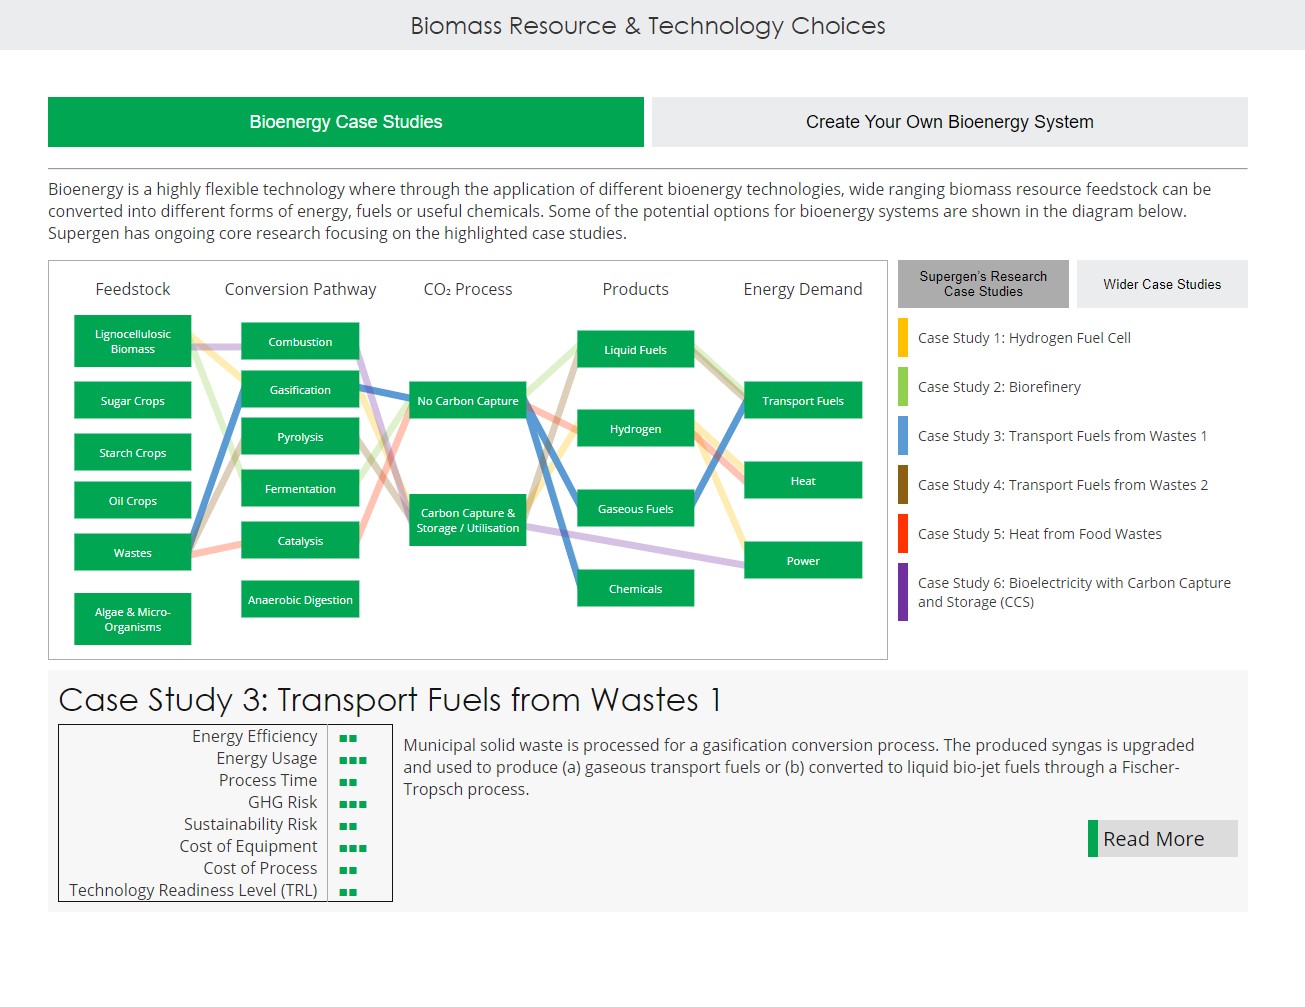 Biomass Resource & Technology Choices
Bioenergy Case Studies
Create Your Own Bioenergy System
Bioenergy is a highly flexible technology where through the application of different bioenergy technologies, wide ranging biomass resource feedstock can be
converted into different forms of energy, fuels or useful chemicals. Some of the potential options for bioenergy systems are shown in the diagram below.
Supergen has ongoing core research focusing on the highlighted case studies.
Feedstock
Lignocellulosic
Biomass
Sugar Crops
Starch Crops
Oil Crops
Wastes
Algae & Micro-
Organisms
Conversion Pathway
Combustion
Gasification
Pyrolysis
Fermentation
Catalysis
Anaerobic Digestion
CO₂ Process
No Carbon Capture
Carbon Capture &
Storage / Utilisation
Products
Liquid Fuels
Hydrogen
Gaseous Fuels
Chemicals
Energy Demand
Transport Fuels
Heat
Power
Supergen's Research
Case Studies
Wider Case Studies
Case Study 1: Hydrogen Fuel Cell
Case Study 2: Biorefinery
Case Study 3: Transport Fuels from Wastes 1
Case Study 4: Transport Fuels from Wastes 2
Case Study 5: Heat from Food Wastes
Case Study 6: Bioelectricity with Carbon Capture
and Storage (CCS)
Case Study 3: Transport Fuels from Wastes 1
Energy Efficiency
Energy Usage
Process Time
GHG Risk
Sustainability Risk
Cost of Equipment
Cost of Process
Technology Readiness Level (TRL)
Municipal solid waste is processed for a gasification conversion process. The produced syngas is upgraded
and used to produce (a) gaseous transport fuels or (b) converted to liquid bio-jet fuels through a Fischer-
Tropsch process.
Read More